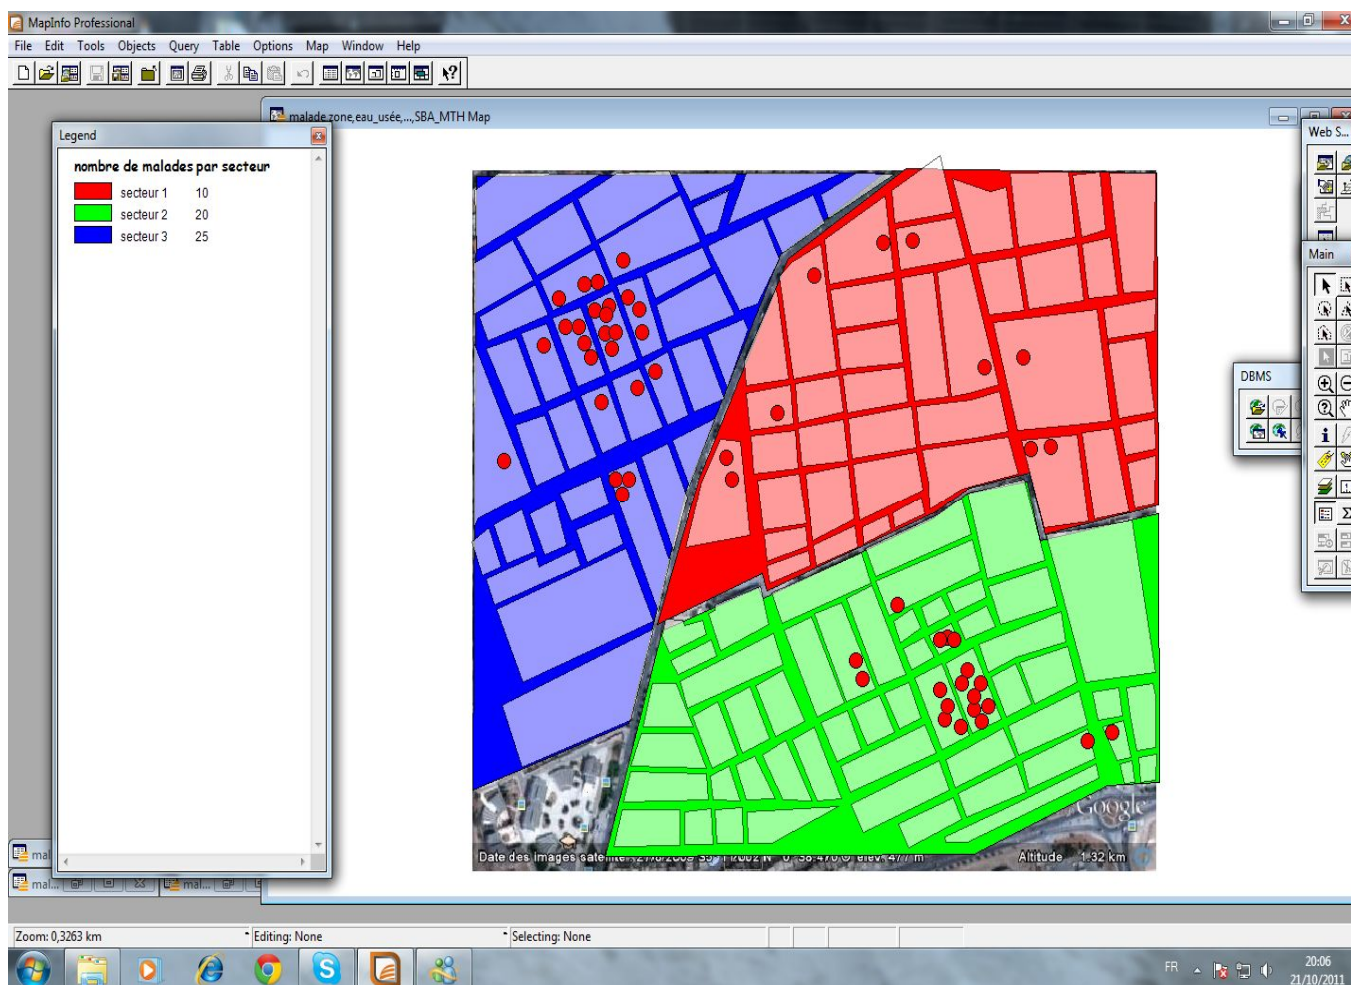 MapInfo Professional
File Edit Tools Objects Query Table Options Map Window Help
malade,zone,eau_usée,...,SBA_MTH Map
Legend
nombre de malades par secteur
secteur 1 10
secteur 2 20
secteur 3 25
Web S...
Main
DBMS
Google
Date des images
Altitude 1.32 km
mal
mal... mal...
Zoom: 0,3263 km Editing: None Selecting: None
FR
20:06
21/10/2011